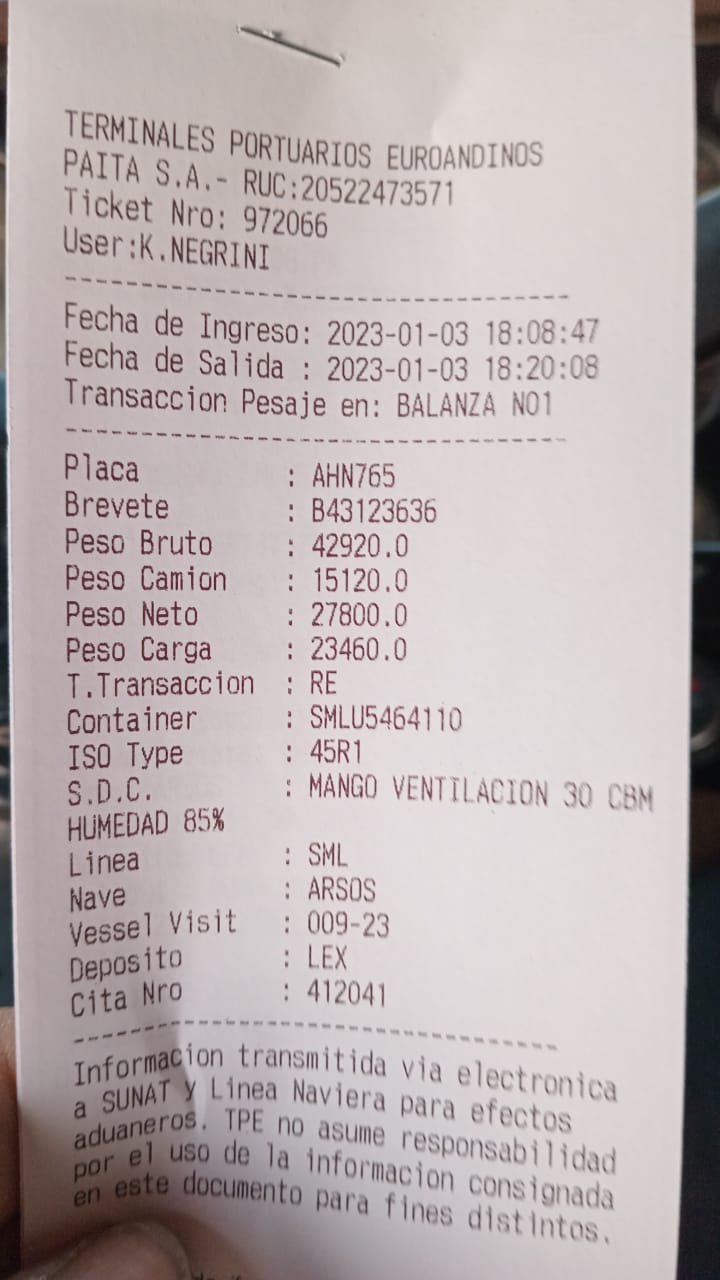 TERMINALES PORTUARIOS EUROANDINOS
PAITA S.A.- RUC:20522473571
Ticket Nro: 972066
User:K.NEGRINI
---------------------------------
Fecha de Ingreso: 2023-01-03 18:08:47
Fecha de Salida : 2023-01-03 18:20:08
Transaccion Pesaje en: BALANZA NO1
---------------------------------
Placa : AHN765
Brevete : B43123636
Peso Bruto : 42920.0
Peso Camion : 15120.0
Peso Neto : 27800.0
Peso Carga : 23460.0
T.Transaccion : RE
Container : SMLU5464110
ISO Type : 45R1
S.D.C. : MANGO VENTILACION 30 CBM
HUMEDAD 85%
Linea : SML
Nave : ARSOS
Vessel Visit : 009-23
Deposito : LEX
Cita Nro : 412041
---------------------------------
Informacion transmitida via electronica
a SUNAT y Linea Naviera para efectos
aduaneros. TPE no asume responsabilidad
por el uso de la informacion consignada
en este documento para fines distintos.